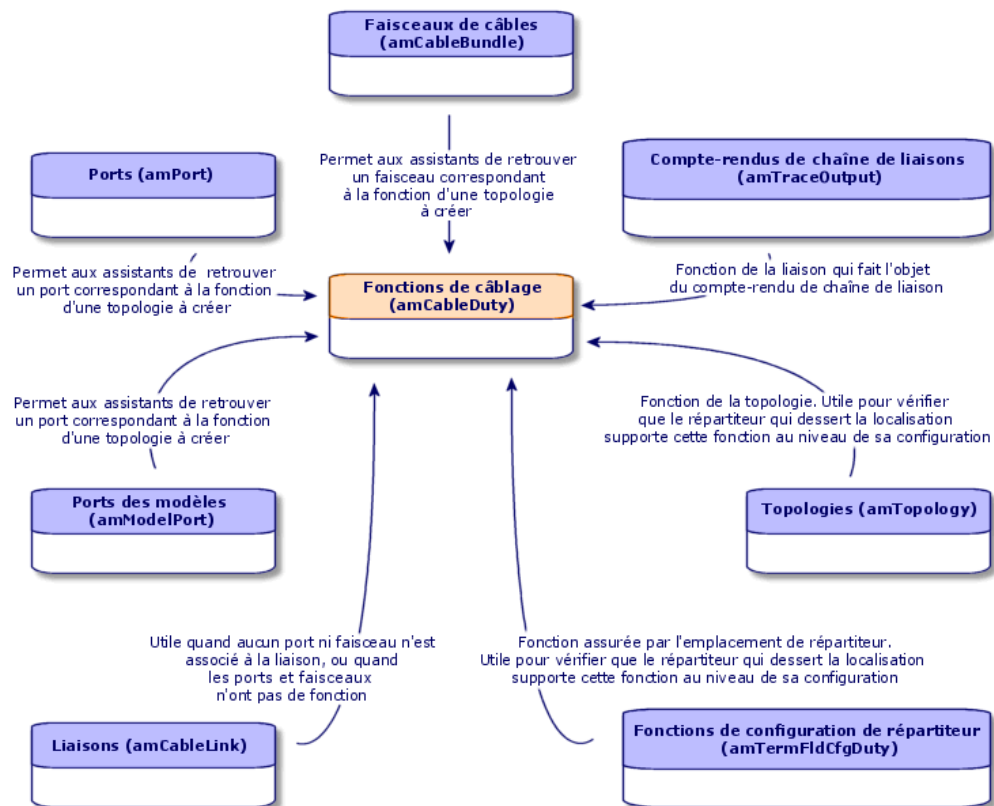 Faisceaux de câbles
(amCableBundle)
Permet aux assistants de retrouver
un faisceau correspondant
à la fonction d'une topologie
à créer
Ports (amPort)
Compte-rendus de chaîne de liaisons
(amTraceOutput)
Permet aux assistants de retrouver
un port correspondant à la fonction
d'une topologie à créer
Fonctions de câblage
(amCableDuty)
Fonction de la liaison qui fait l'objet
du compte-rendu de chaîne de liaison
Permet aux assistants de retrouver
un port correspondant à la fonction
d'une topologie à créer
Fonction de la topologie. Utile pour vérifier
que le répartiteur qui dessert la localisation
supporte cette fonction au niveau de sa configuration
Ports des modèles
(amModelPort)
Topologies (amTopology)
Utile quand aucun port ni faisceau n'est
associé à la liaison, ou quand
les ports et faisceaux
n'ont pas de fonction
Fonction assurée par l'emplacement de répartiteur.
Utile pour vérifier que le répartiteur qui dessert la localisation
supporte cette fonction au niveau de sa configuration
Liaisons (amCableLink)
Fonctions de configuration de répartiteur
(amTermFldCfgDuty)